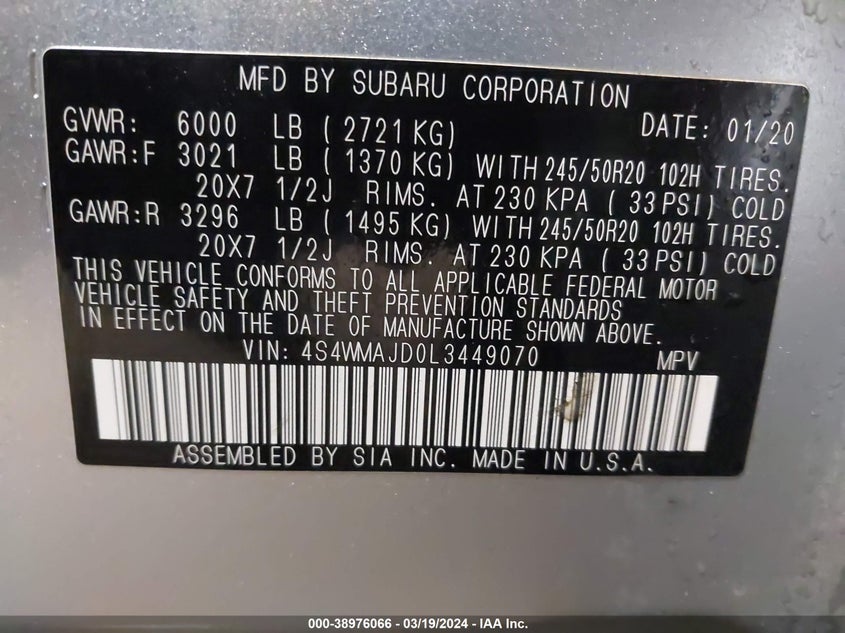 MFD BY SUBARU CORPORATION
GVWR: 6000 LB ( 2721 KG) DATE: 01/20
GAWR:F 3021 LB ( 1370 KG) WITH 245/50R20 102H TIRES.
20X7 1/2J RIMS. AT 230 KPA ( 33 PSI) COLD
GAWR:R 3296 LB ( 1495 KG) WITH 245/50R20 102H TIRES.
20X7 1/2J RIMS. AT 230 KPA ( 33 PSI) COLD
THIS VEHICLE CONFORMS TO ALL APPLICABLE FEDERAL MOTOR
VEHICLE SAFETY AND THEFT PREVENTION STANDARDS
IN EFFECT ON THE DATE OF MANUFACTURE SHOWN ABOVE.
VIN: 4S4WMAJD0L3449070 MPV
ASSEMBLED BY SIA INC. MADE IN U.S.A.
000-38976066 - 03/19/2024 - IAA Inc.